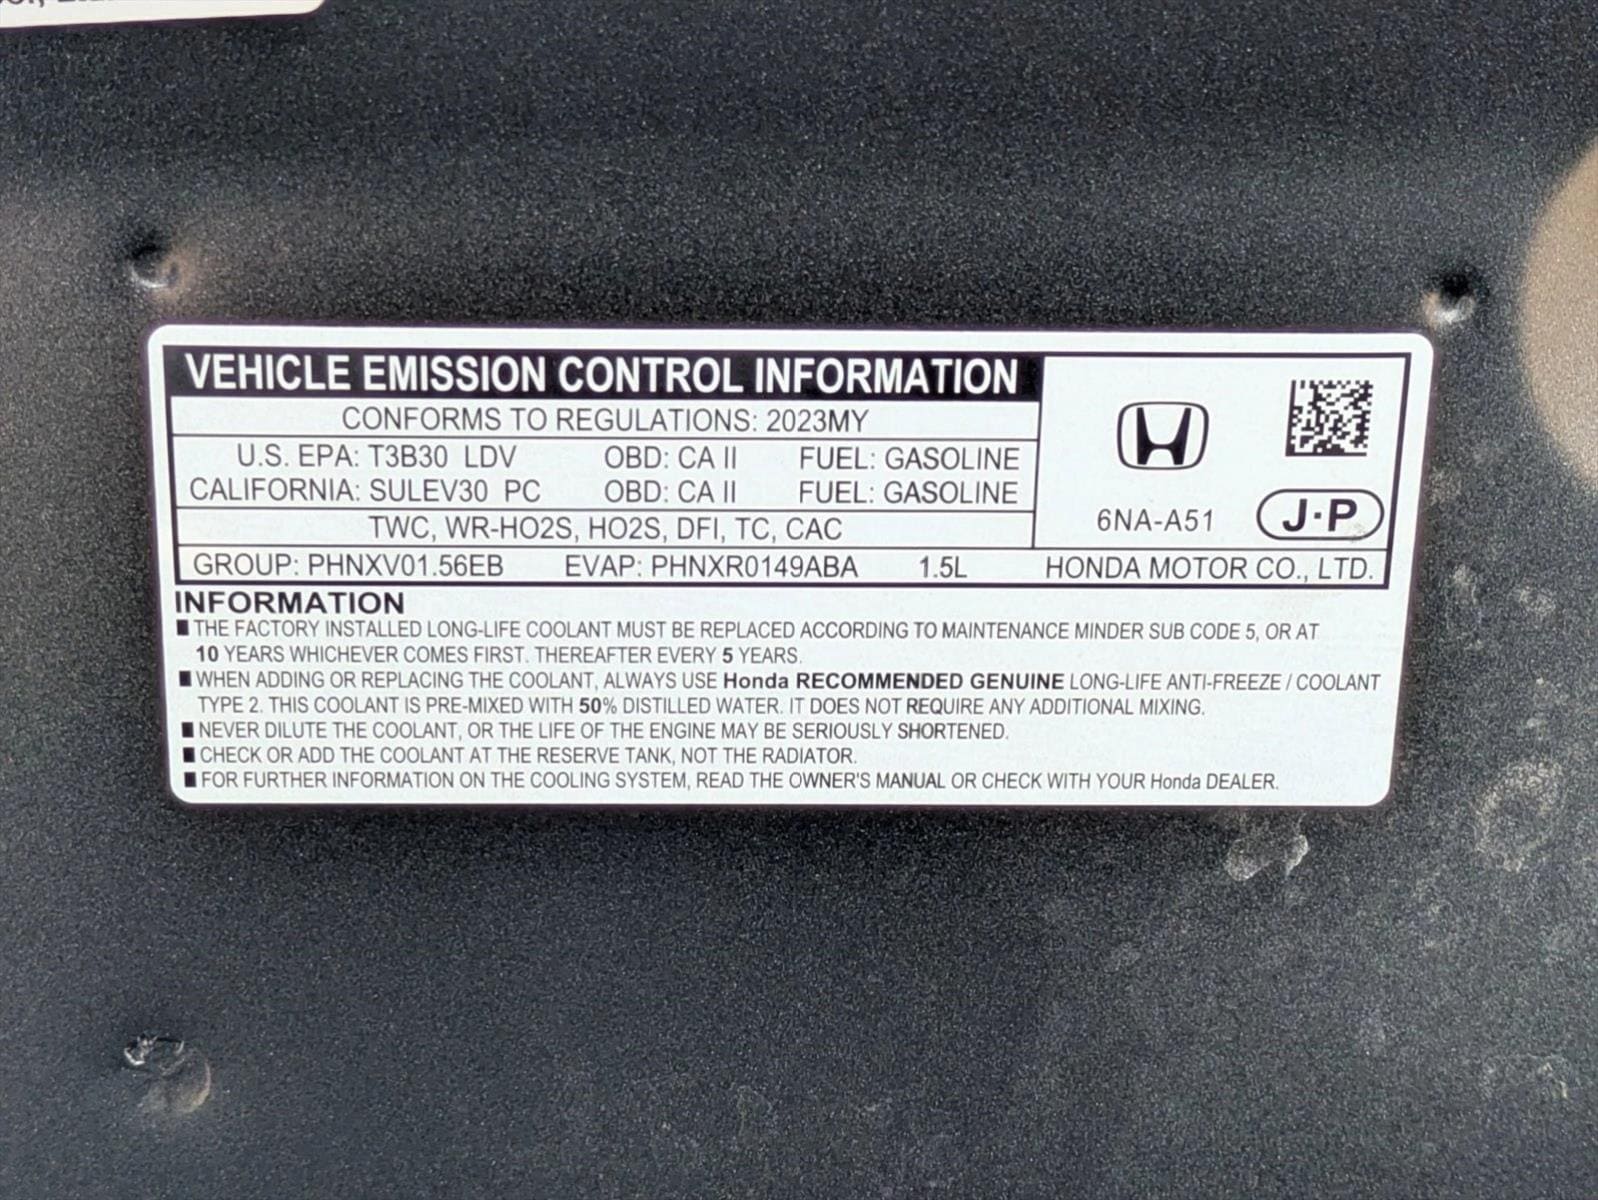 VEHICLE EMISSION CONTROL INFORMATION
CONFORMS TO REGULATIONS: 2023MY
U.S. EPA: T3B30 LDV OBD: CA II FUEL: GASOLINE
CALIFORNIA: SULEV30 PC OBD: CA II FUEL: GASOLINE
TWC, WR-HO2S, HO2S, DFI, TC, CAC
6NA-A51 J·P
GROUP: PHNXV01.56EB EVAP: PHNXR0149ABA 1.5L HONDA MOTOR CO., LTD.
INFORMATION
■ THE FACTORY INSTALLED LONG-LIFE COOLANT MUST BE REPLACED ACCORDING TO MAINTENANCE MINDER SUB CODE 5, OR AT
10 YEARS WHICHEVER COMES FIRST. THEREAFTER EVERY 5 YEARS.
■ WHEN ADDING OR REPLACING THE COOLANT, ALWAYS USE Honda RECOMMENDED GENUINE LONG-LIFE ANTI-FREEZE / COOLANT
TYPE 2. THIS COOLANT IS PRE-MIXED WITH 50% DISTILLED WATER. IT DOES NOT REQUIRE ANY ADDITIONAL MIXING.
■ NEVER DILUTE THE COOLANT, OR THE LIFE OF THE ENGINE MAY BE SERIOUSLY SHORTENED.
■ CHECK OR ADD THE COOLANT AT THE RESERVE TANK, NOT THE RADIATOR.
■ FOR FURTHER INFORMATION ON THE COOLING SYSTEM, READ THE OWNER'S MANUAL OR CHECK WITH YOUR Honda DEALER.